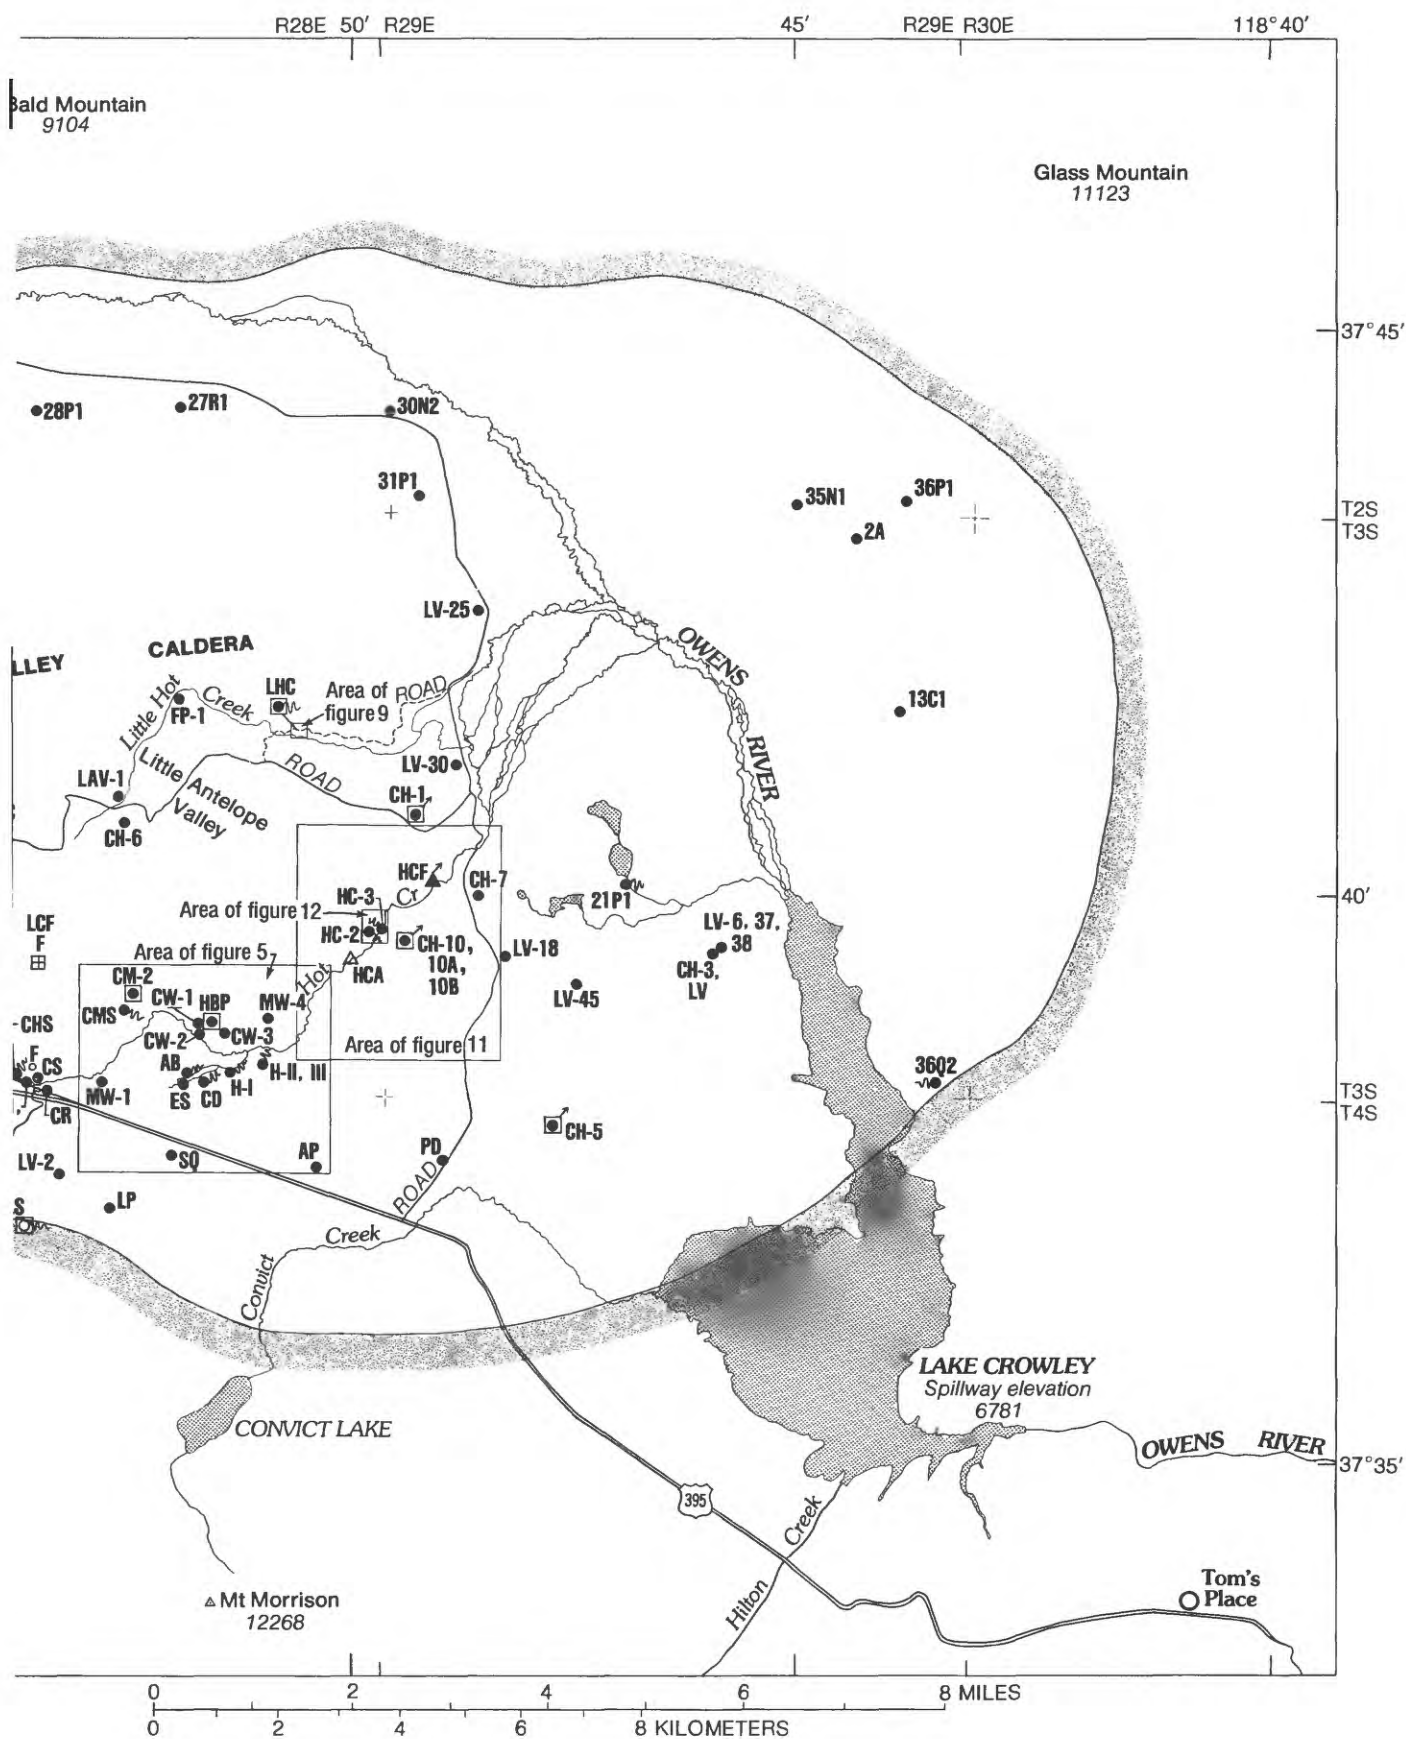 R28E 50′ R29E
45′
R29E R30E
118°40′
Bald Mountain
9104
Glass Mountain
11123
37°45′
28P1
27R1
30N2
31P1
35N1
36P1
2A
T2S
T3S
LV-25
LLEY
CALDERA
OWENS
RIVER
Little Hot
Creek
FP-1
LHC
Area of
figure 9
ROAD
13C1
LV-30
ROAD
LAV-1
Little Antelope
Valley
CH-1
CH-6
HCF
Cr
CH-7
HC-3
21P1
40′
Area of figure 12
LCF
F
HC-2
CH-10,
10A,
10B
LV-18
LV-6, 37,
38
Area of figure 5
Hot
HCA
CH-3,
LV
LV-45
CM-2
CW-1
HBP
MW-4
CMS
CHS
CW-2
CW-3
Area of figure 11
F
CS
AB
H-II, III
36Q2
MW-1
ES
CD
H-I
T3S
T4S
CR
CH-5
LV-2
SQ
AP
PD
ROAD
LP
S
Creek
Convict
LAKE CROWLEY
Spillway elevation
6781
CONVICT LAKE
OWENS RIVER
37°35′
395
Creek
Hilton
Tom's
Place
Mt Morrison
12268
0 2 4 6 8 MILES
0 2 4 6 8 KILOMETERS